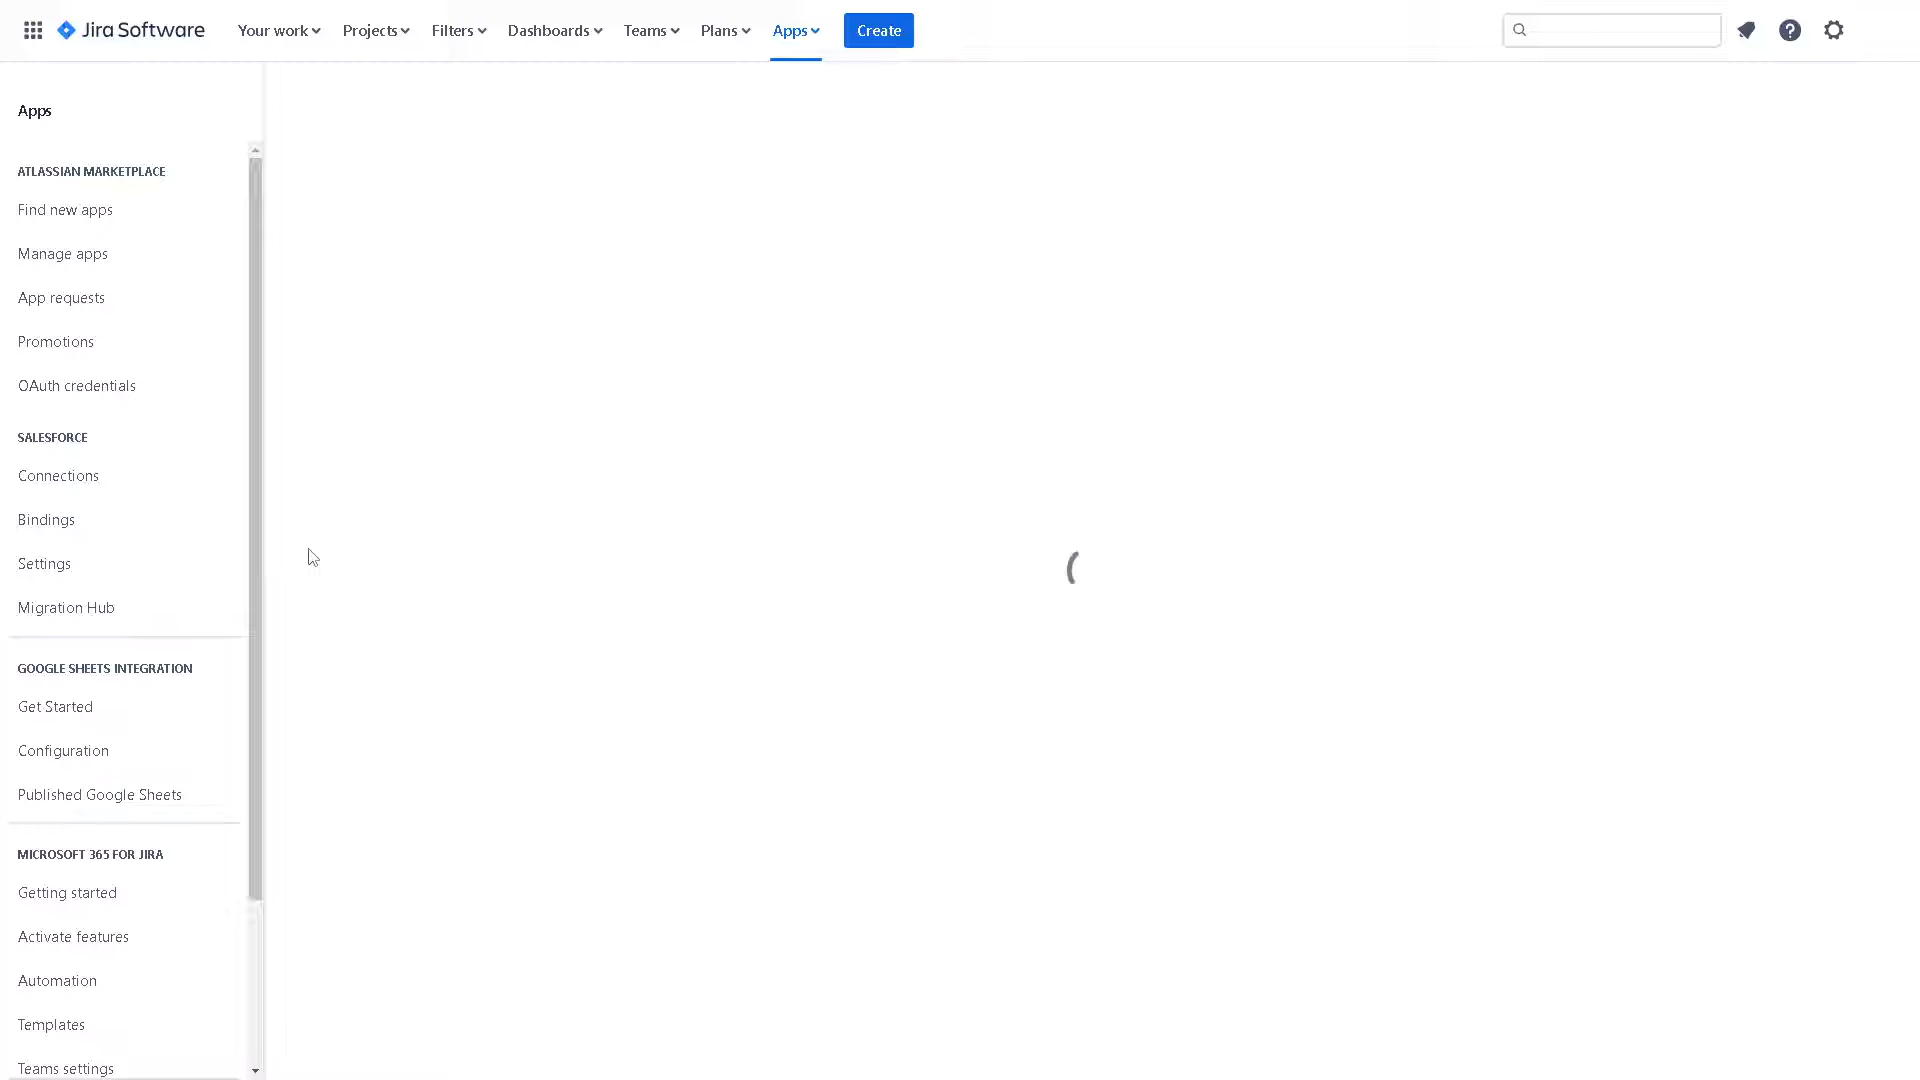 Jira Software Your work Projects Filters Dashboards Teams Plans Apps Create
Apps
ATLASSIAN MARKETPLACE
Find new apps
Manage apps
App requests
Promotions
OAuth credentials
SALESFORCE
Connections
Bindings
Settings
Migration Hub
GOOGLE SHEETS INTEGRATION
Get Started
Configuration
Published Google Sheets
MICROSOFT 365 FOR JIRA
Getting started
Activate features
Automation
Templates
Teams settings